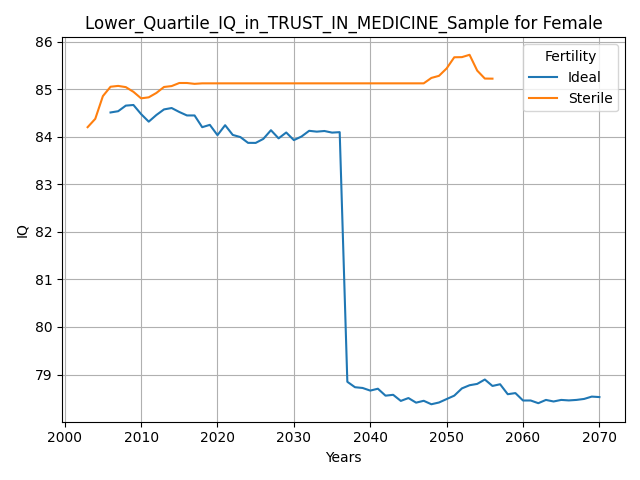 Lower_Quartile_IQ_in_TRUST_IN_MEDICINE_Sample for Female
86
85
84
83
82
81
80
79
IQ
Fertility
Ideal
Sterile
2000 2010 2020 2030 2040 2050 2060 2070
Years